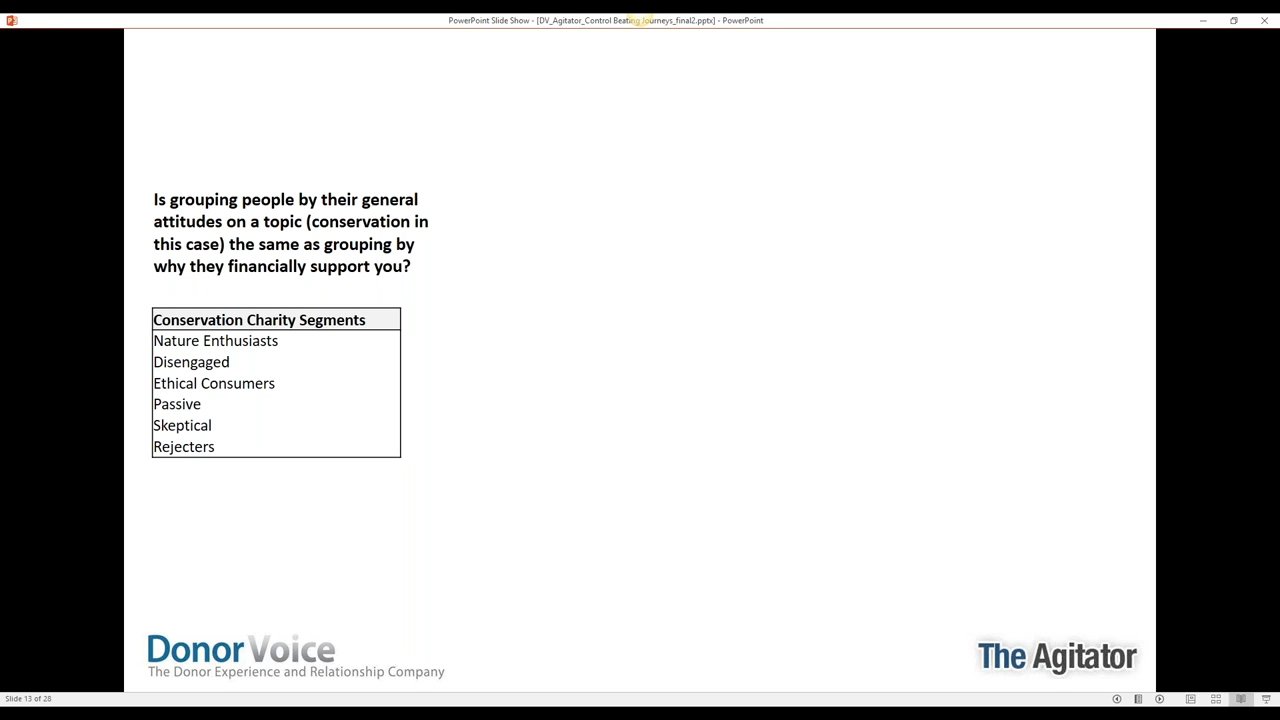 PowerPoint Slide Show - [DV_Agitator_Control Beating Journeys_final2.pptx] - PowerPoint
Is grouping people by their general
attitudes on a topic (conservation in
this case) the same as grouping by
why they financially support you?
Conservation Charity Segments
Nature Enthusiasts
Disengaged
Ethical Consumers
Passive
Skeptical
Rejecters
DonorVoice
The Donor Experience and Relationship Company
The Agitator
Slide 13 of 28